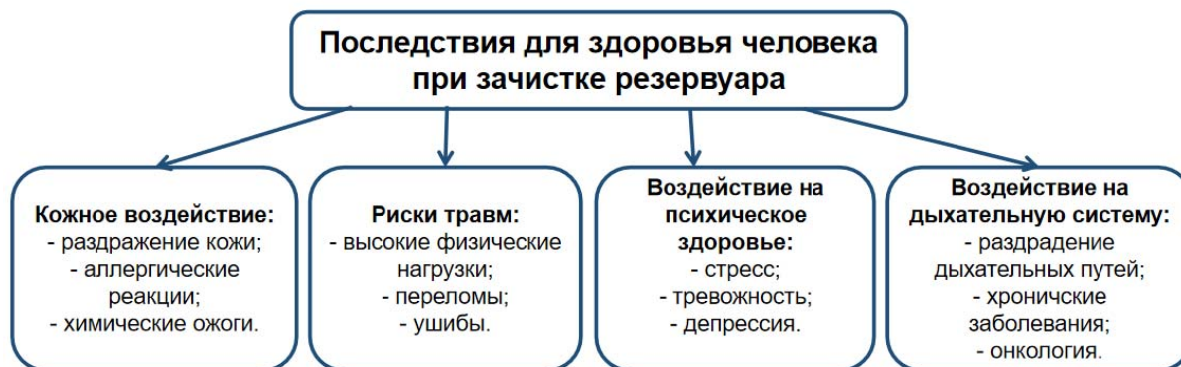 Последствия для здоровья человека
при зачистке резервуара
Кожное воздействие:
- раздражение кожи;
- аллергические
реакции;
- химические ожоги.
Риски травм:
- высокие физические
нагрузки;
- переломы;
- ушибы.
Воздействие на
психическое
здоровье:
- стресс;
- тревожность;
- депрессия.
Воздействие на
дыхательную систему:
- раздрадение
дыхательных путей;
- хроничские
заболевания;
- онкология.